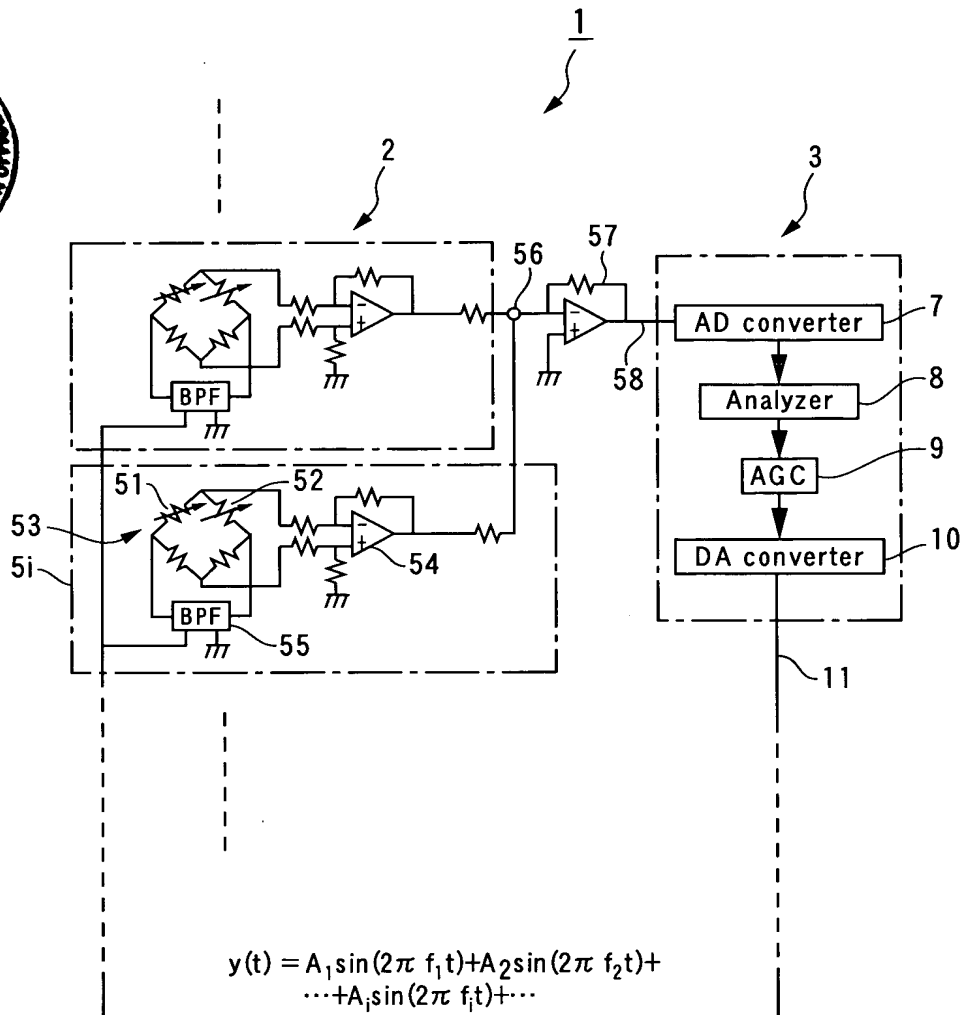 1
2
3
56
57
AD converter
7
58
BPF
Analyzer
8
AGC
9
51
52
53
5i
54
DA converter
10
BPF
55
11
y(t) = A₁sin(2π f₁t)+A₂sin(2π f₂t)+
···+Aᵢsin(2π fᵢt)+···